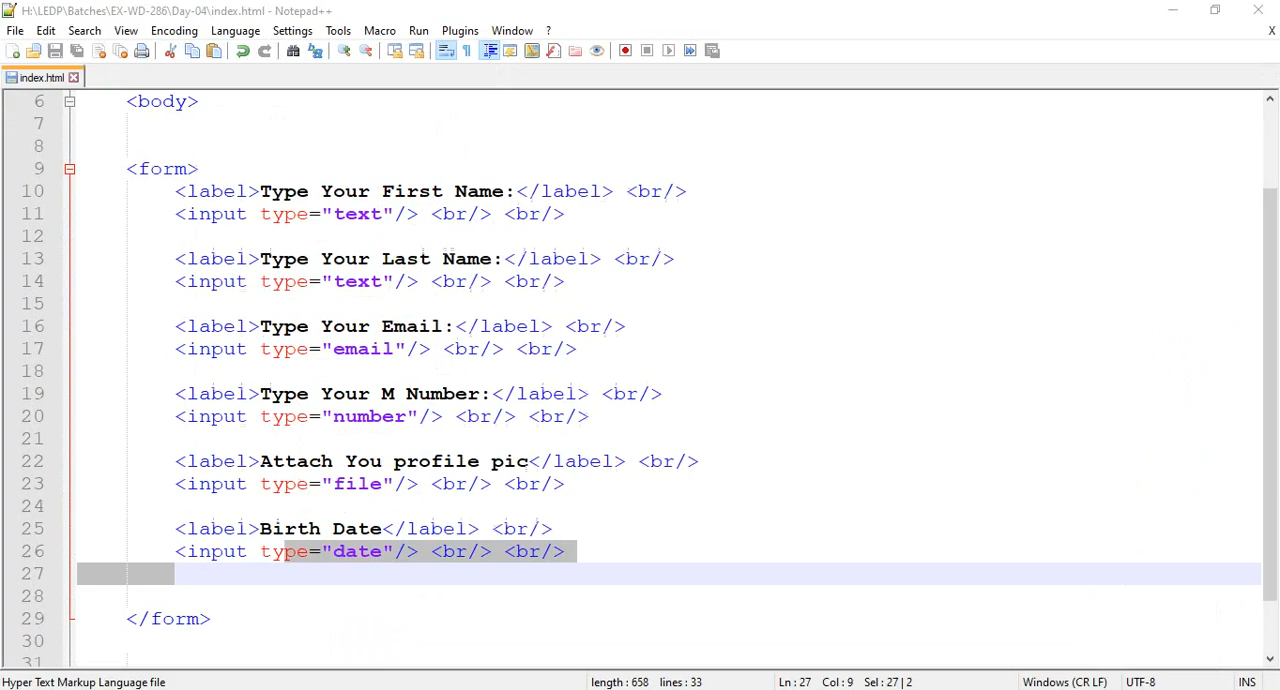 H:\LEDP\Batches\EX-WD-286\Day-04\index.html - Notepad++
File Edit Search View Encoding Language Settings Tools Macro Run Plugins Window ? X
index.html
6 <body>
7
8
9 <form>
10 <label>Type Your First Name:</label> <br/>
11 <input type="text"/> <br/> <br/>
12
13 <label>Type Your Last Name:</label> <br/>
14 <input type="text"/> <br/> <br/>
15
16 <label>Type Your Email:</label> <br/>
17 <input type="email"/> <br/> <br/>
18
19 <label>Type Your M Number:</label> <br/>
20 <input type="number"/> <br/> <br/>
21
22 <label>Attach You profile pic</label> <br/>
23 <input type="file"/> <br/> <br/>
24
25 <label>Birth Date</label> <br/>
26 <input type="date"/> <br/> <br/>
27
28
29 </form>
30
31
Hyper Text Markup Language file length : 658 lines : 33 Ln : 27 Col : 9 Sel : 27 | 2 Windows (CR LF) UTF-8 INS